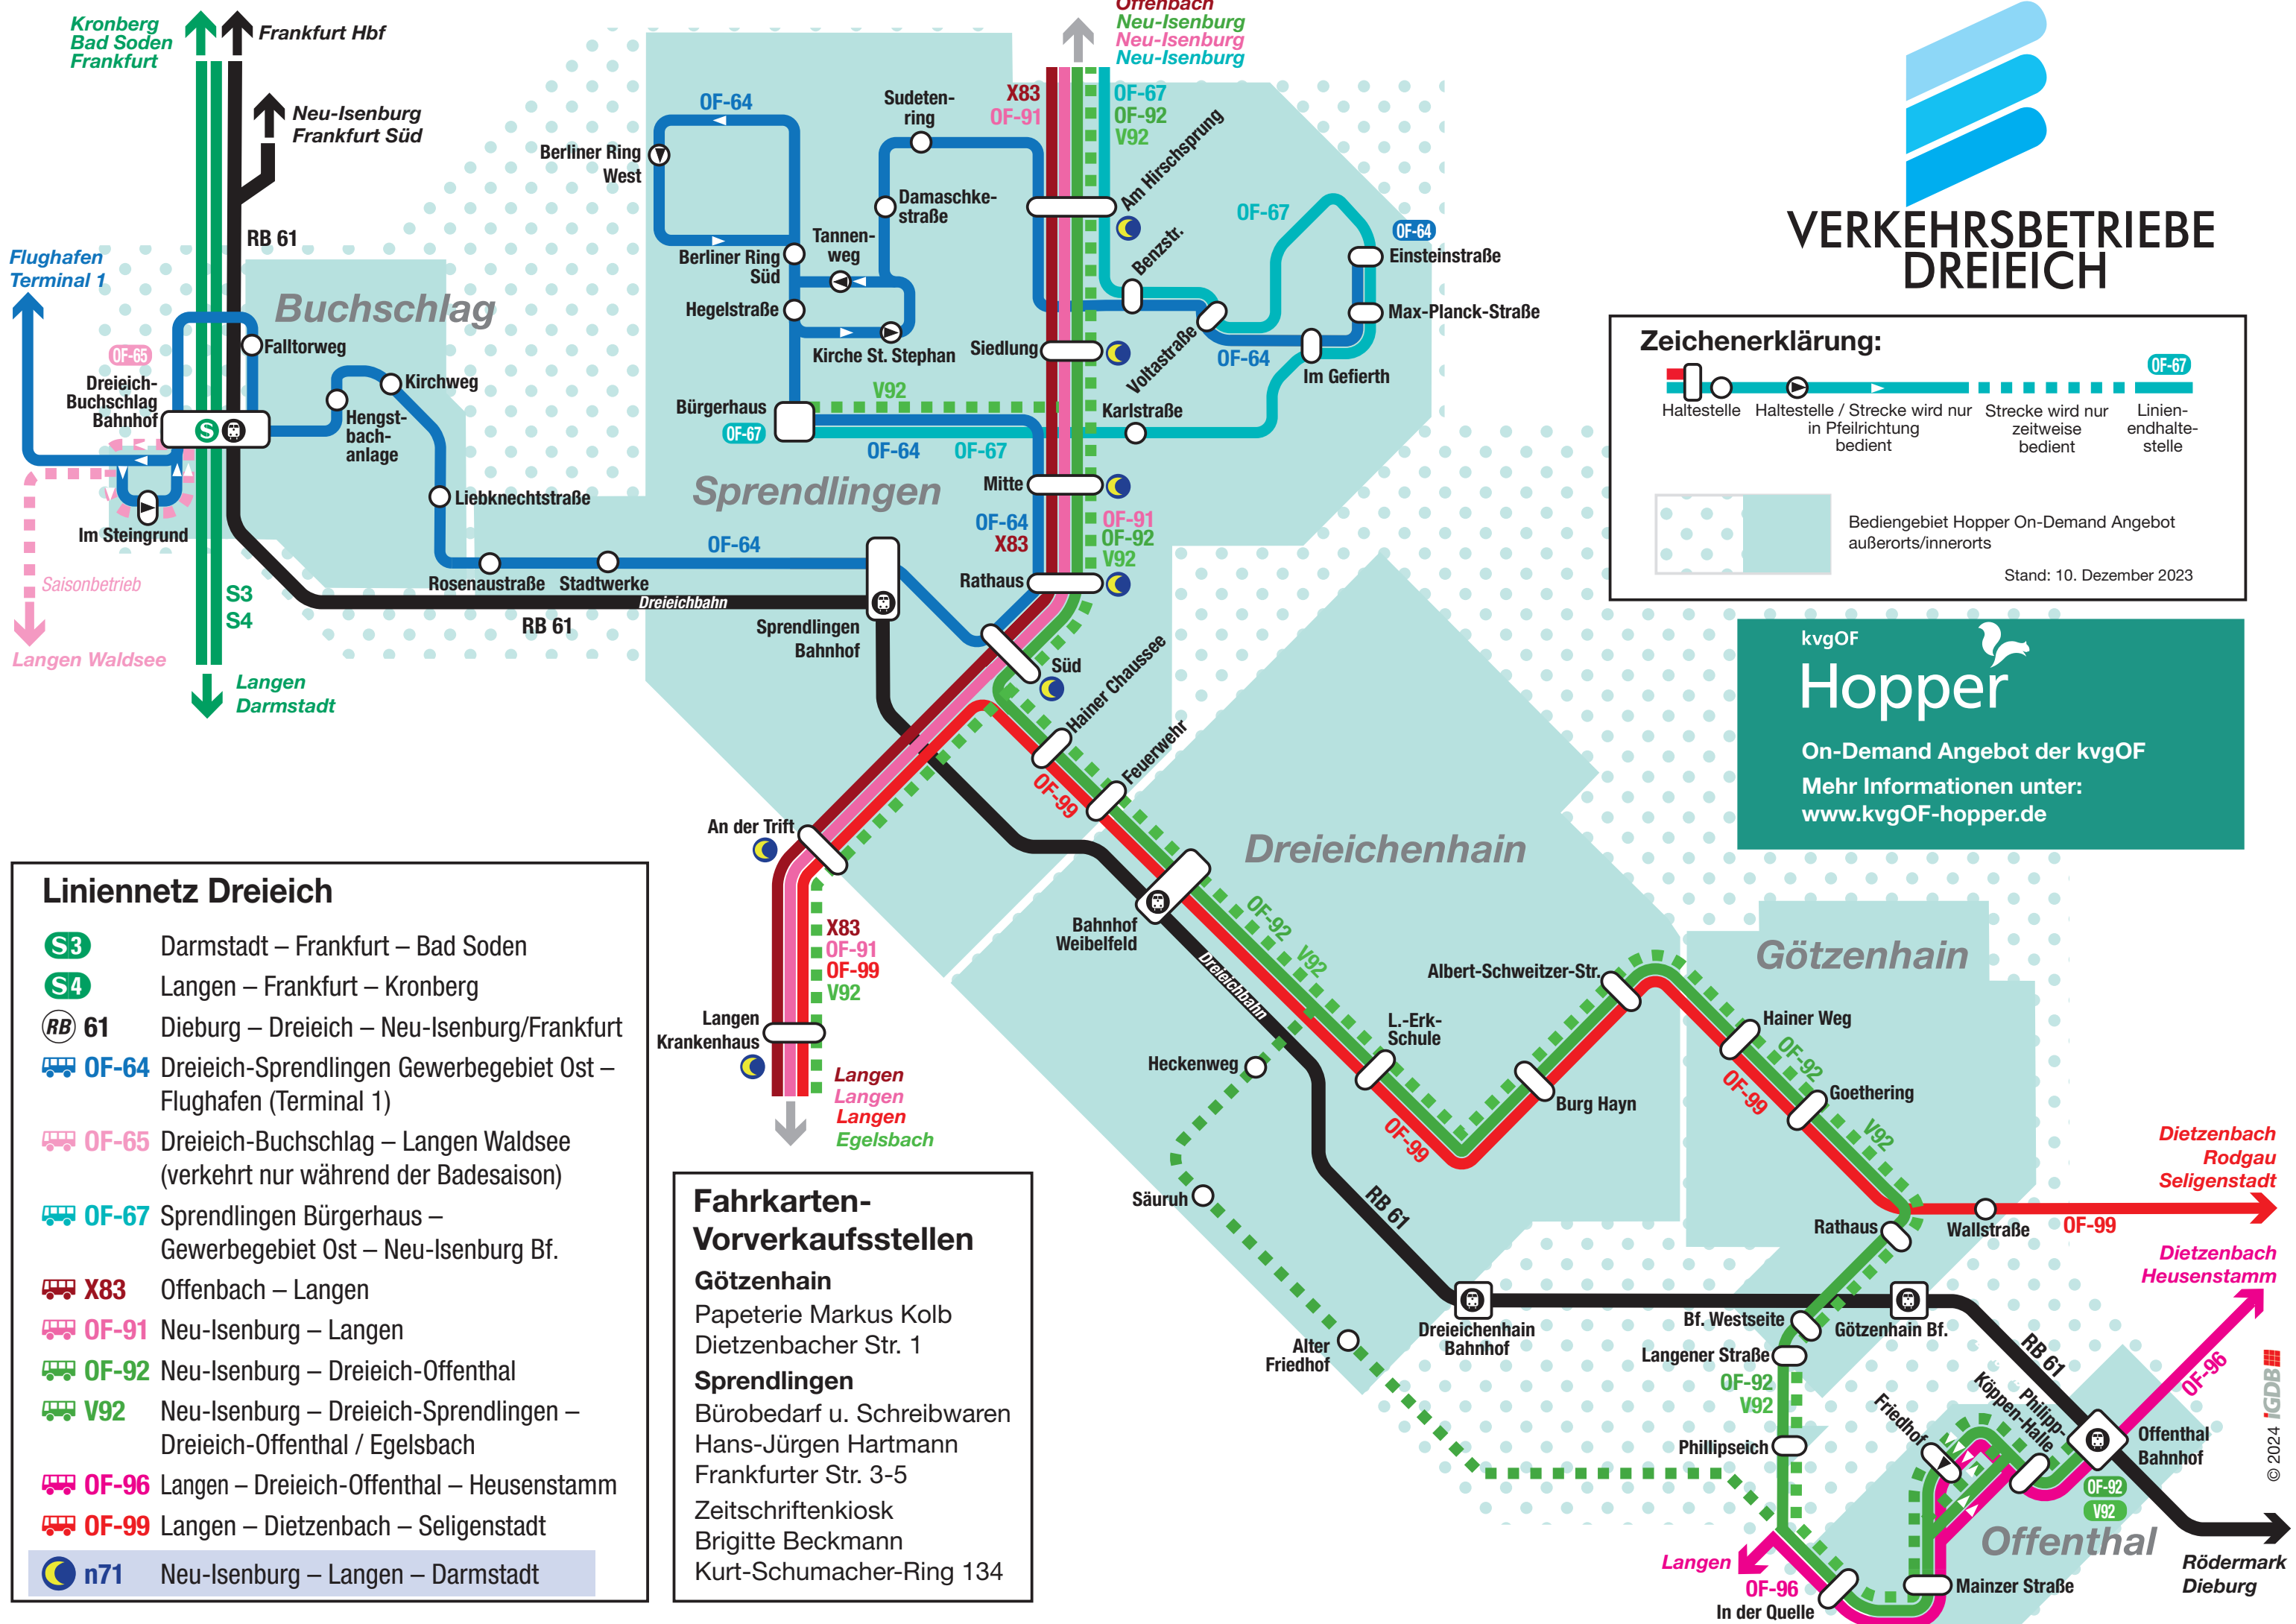 Kronberg
Bad Soden
Frankfurt
Frankfurt Hbf
Neu-Isenburg
Frankfurt Süd
Offenbach
Neu-Isenburg
Neu-Isenburg
Neu-Isenburg
X83
OF-91
OF-67
OF-92
V92
RB 61
Flughafen
Terminal 1
Buchschlag
OF-65
Falltorweg
Dreieich-
Buchschlag
Bahnhof
S
Kirchweg
Hengst-
bach-
anlage
Im Steingrund
Liebknechtstraße
Saisonbetrieb
Langen Waldsee
S3
S4
Langen
Darmstadt
Rosenaustraße
Stadtwerke
OF-64
Dreieichbahn
RB 61
OF-64
Berliner Ring
West
Sudeten-
ring
Damaschke-
straße
Tannen-
weg
Berliner Ring
Süd
Hegelstraße
Kirche St. Stephan
Am Hirschsprung
Benzstr.
OF-67
OF-64
Einsteinstraße
Max-Planck-Straße
Siedlung
Voltastraße
OF-64
Im Gefierth
Bürgerhaus
OF-67
V92
OF-64
OF-67
Karlstraße
Sprendlingen
Mitte
OF-64
X83
OF-91
OF-92
V92
Rathaus
Sprendlingen
Bahnhof
Süd
Hainer Chaussee
Feuerwehr
OF-99
An der Trift
X83
OF-91
OF-99
V92
Langen
Krankenhaus
Langen
Langen
Langen
Egelsbach
Dreieichenhain
Bahnhof
Weibelfeld
OF-92
V92
Dreieichbahn
Albert-Schweitzer-Str.
L.-Erk-
Schule
Burg Hayn
OF-99
Heckenweg
Säuruh
Alter
Friedhof
RB 61
Dreieichenhain
Bahnhof
Götzenhain
Hainer Weg
OF-92
OF-99
Goethering
V92
Rathaus
Wallstraße
OF-99
Dietzenbach
Rodgau
Seligenstadt
Dietzenbach
Heusenstamm
Bf. Westseite
Götzenhain Bf.
Langener Straße
OF-92
V92
Phillipseich
RB 61
OF-96
Friedhof
Philipp-
Köppen-Halle
Offenthal
Bahnhof
OF-92
V92
Offenthal
Langen
OF-96
In der Quelle
Mainzer Straße
Rödermark
Dieburg
VERKEHRSBETRIEBE
DREIEICH
Zeichenerklärung:
OF-67
Haltestelle
Haltestelle / Strecke wird nur
in Pfeilrichtung
bedient
Strecke wird nur
zeitweise
bedient
Linien-
endhalte-
stelle
Bediengebiet Hopper On-Demand Angebot
außerorts/innerorts
Stand: 10. Dezember 2023
kvgOF
Hopper
On-Demand Angebot der kvgOF
Mehr Informationen unter:
www.kvgOF-hopper.de
Liniennetz Dreieich
S3 Darmstadt – Frankfurt – Bad Soden
S4 Langen – Frankfurt – Kronberg
RB 61 Dieburg – Dreieich – Neu-Isenburg/Frankfurt
OF-64 Dreieich-Sprendlingen Gewerbegebiet Ost –
Flughafen (Terminal 1)
OF-65 Dreieich-Buchschlag – Langen Waldsee
(verkehrt nur während der Badesaison)
OF-67 Sprendlingen Bürgerhaus –
Gewerbegebiet Ost – Neu-Isenburg Bf.
X83 Offenbach – Langen
OF-91 Neu-Isenburg – Langen
OF-92 Neu-Isenburg – Dreieich-Offenthal
V92 Neu-Isenburg – Dreieich-Sprendlingen –
Dreieich-Offenthal / Egelsbach
OF-96 Langen – Dreieich-Offenthal – Heusenstamm
OF-99 Langen – Dietzenbach – Seligenstadt
n71 Neu-Isenburg – Langen – Darmstadt
Fahrkarten-
Vorverkaufsstellen
Götzenhain
Papeterie Markus Kolb
Dietzenbacher Str. 1
Sprendlingen
Bürobedarf u. Schreibwaren
Hans-Jürgen Hartmann
Frankfurter Str. 3-5
Zeitschriftenkiosk
Brigitte Beckmann
Kurt-Schumacher-Ring 134
© 2024 iGDB